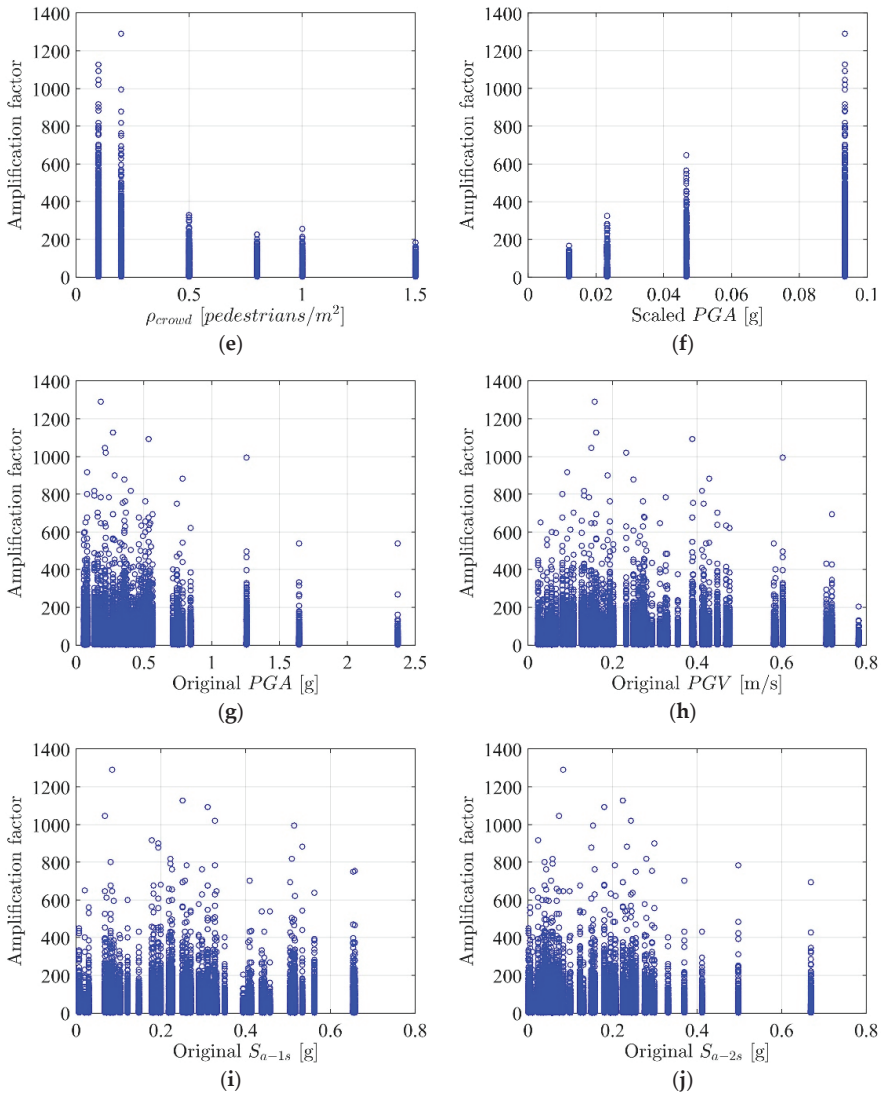 1400
1200
1000
800
600
400
200
0
Amplification factor
0.5 1 1.5
ρcrowd [pedestrians/m²]
(e)
1400
1200
1000
800
600
400
200
0
Amplification factor
0 0.02 0.04 0.06 0.08 0.1
Scaled PGA [g]
(f)
1400
1200
1000
800
600
400
200
0
Amplification factor
0 0.5 1 1.5 2 2.5
Original PGA [g]
(g)
1400
1200
1000
800
600
400
200
0
Amplification factor
0 0.2 0.4 0.6 0.8
Original PGV [m/s]
(h)
1400
1200
1000
800
600
400
200
0
Amplification factor
0 0.2 0.4 0.6 0.8
Original Sa−1s [g]
(i)
1400
1200
1000
800
600
400
200
0
Amplification factor
0 0.2 0.4 0.6 0.8
Original Sa−2s [g]
(j)